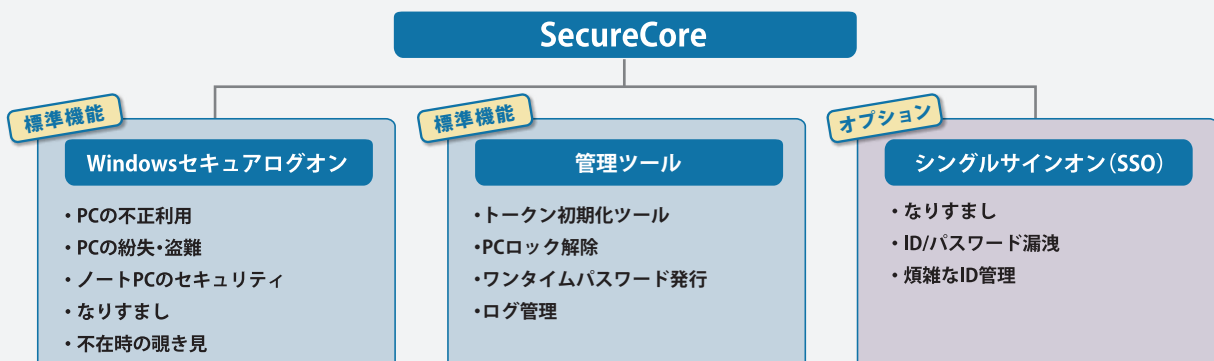 SecureCore
標準機能
Windowsセキュアログオン
・PCの不正利用
・PCの紛失・盗難
・ノートPCのセキュリティ
・なりすまし
・不在時の覗き見
標準機能
管理ツール
・トークン初期化ツール
・PCロック解除
・ワンタイムパスワード発行
・ログ管理
オプション
シングルサインオン(SSO)
・なりすまし
・ID/パスワード漏洩
・煩雑なID管理